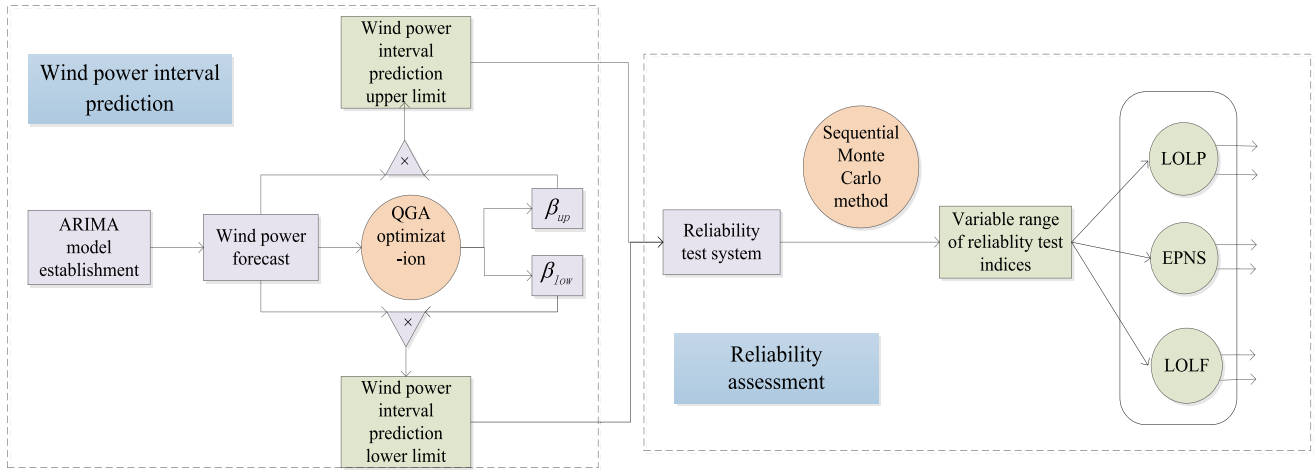 Wind power interval
prediction
Wind power
interval
prediction
upper limit
×
ARIMA
model
establishment
Wind power
forecast
QGA
optimizat
-ion
βup
βlow
×
Wind power
interval
prediction
lower limit
Reliability
test system
Sequential
Monte
Carlo
method
Variable range
of reliablity test
indices
LOLP
EPNS
LOLF
Reliability
assessment